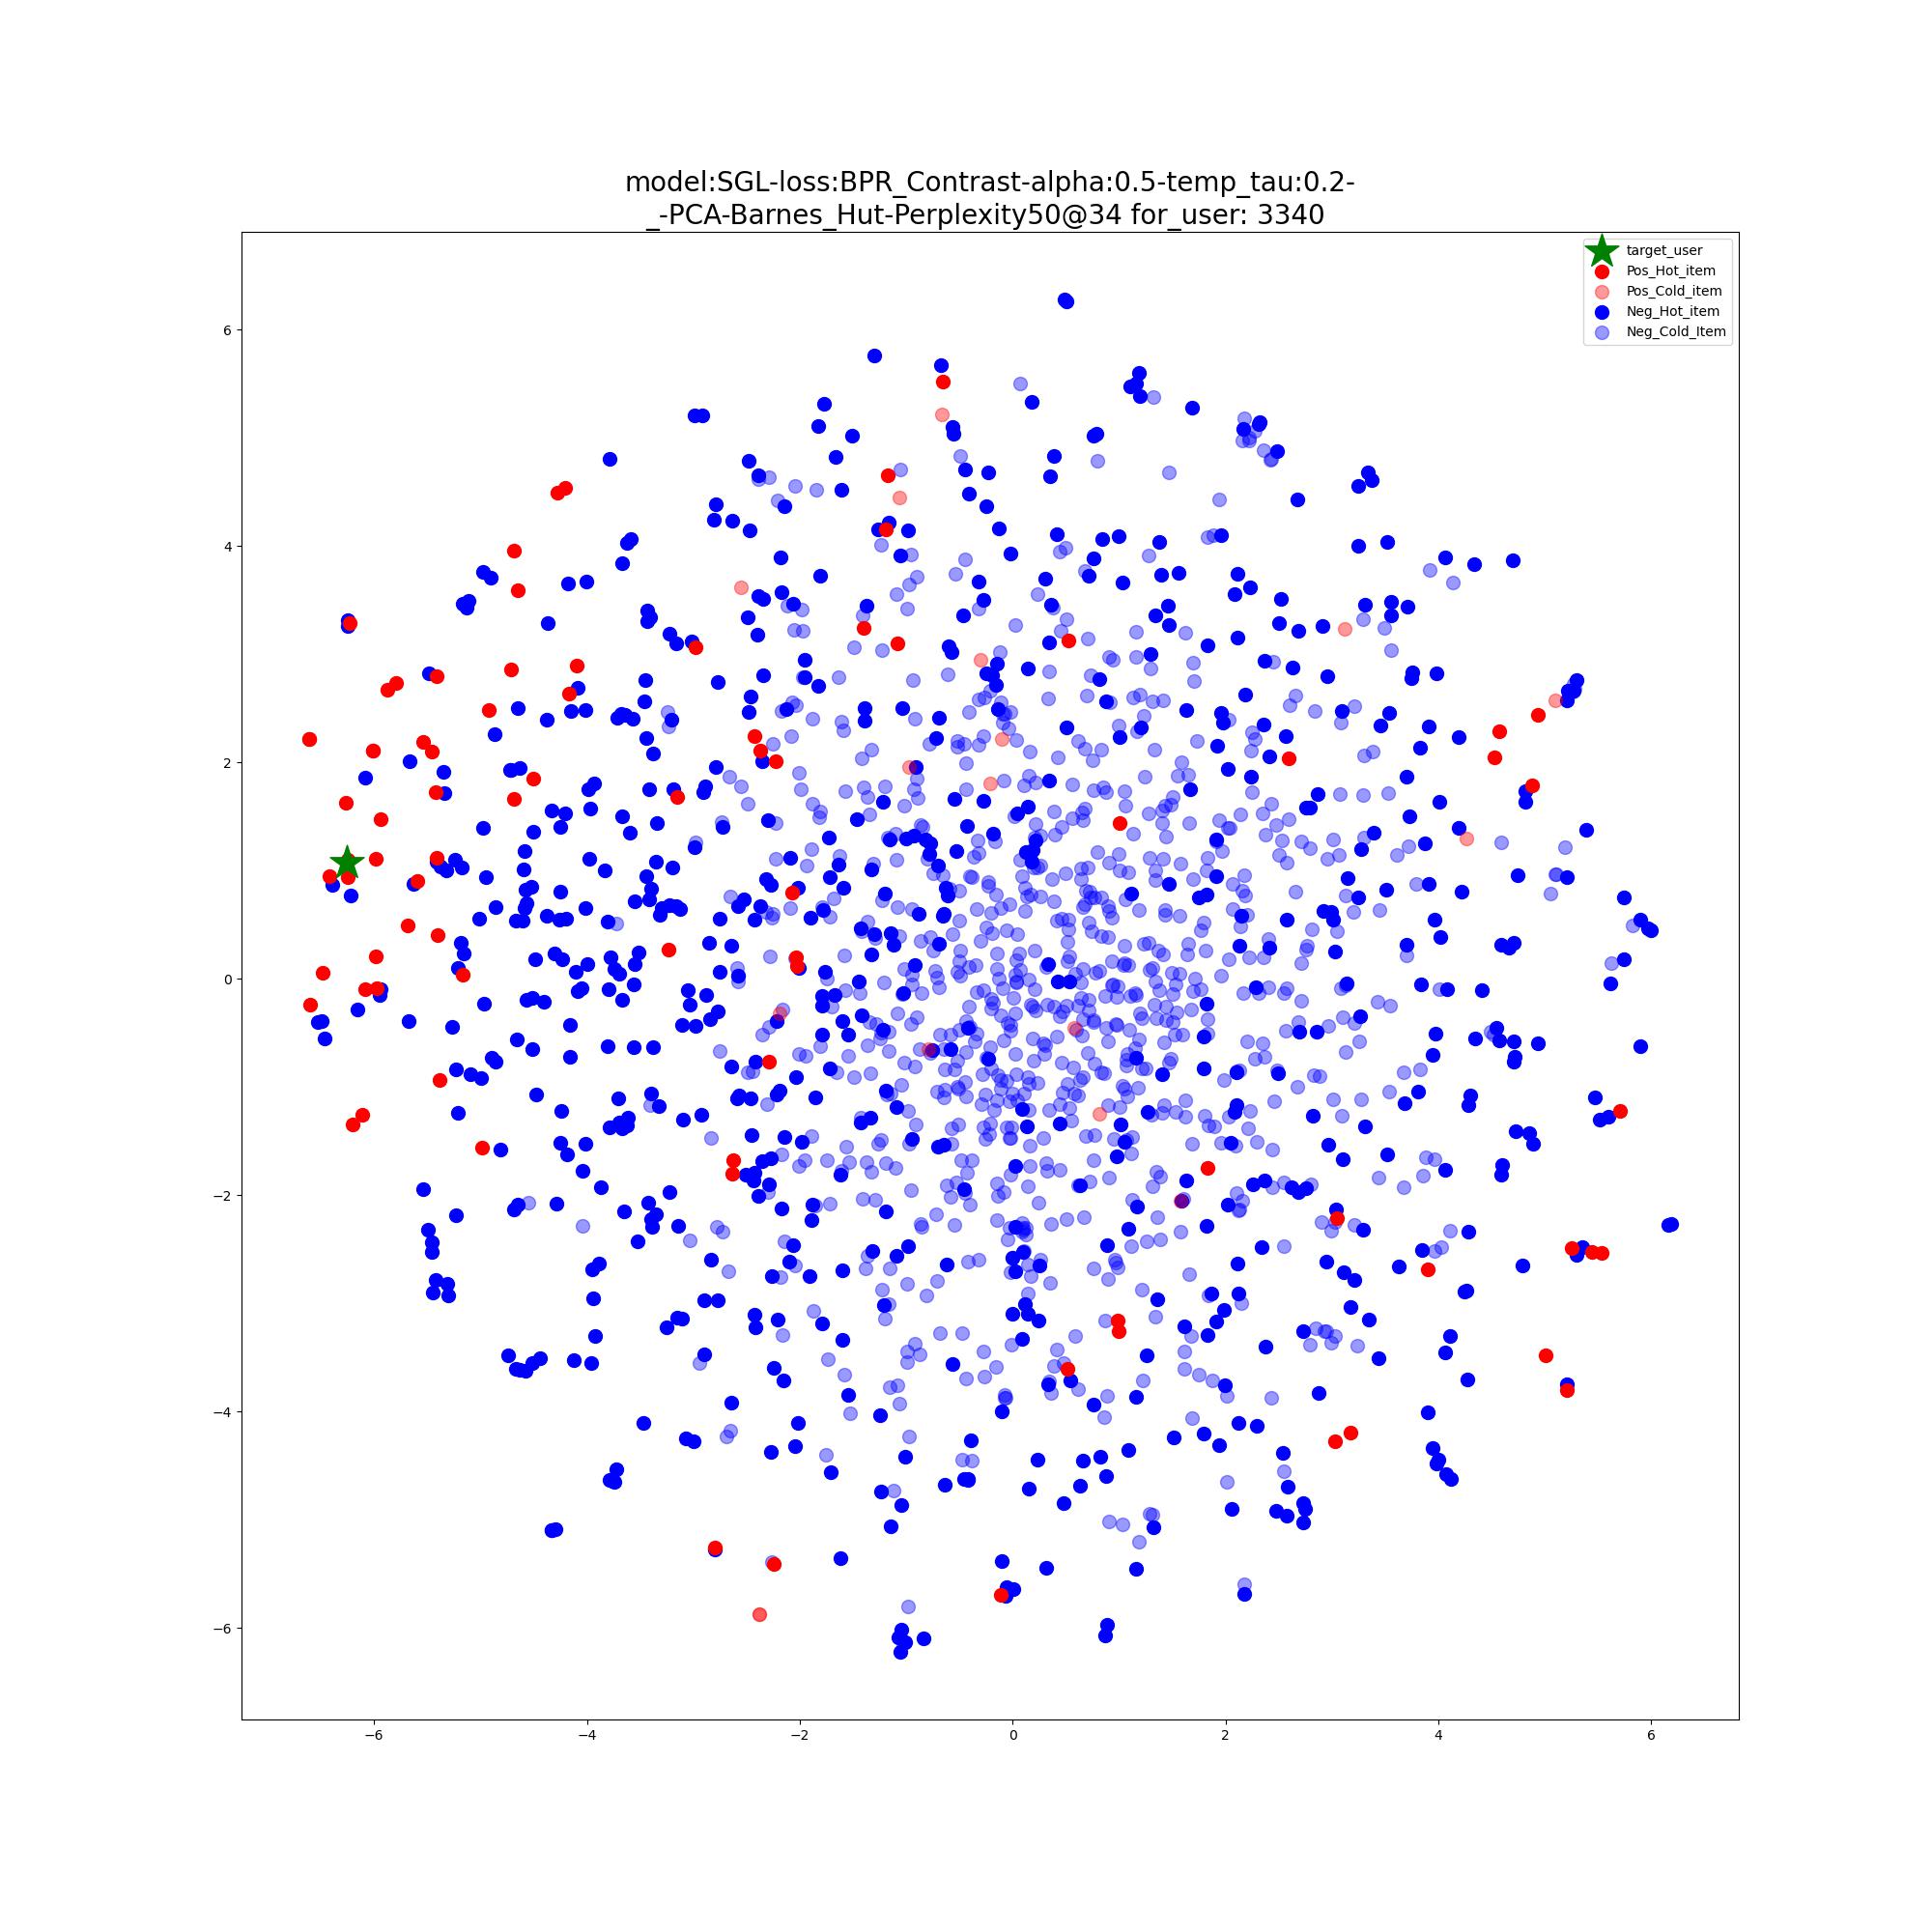 model:SGL-loss:BPR_Contrast-alpha:0.5-temp_tau:0.2-
_-PCA-Barnes_Hut-Perplexity50@34 for_user: 3340
target_user
Pos_Hot_item
Pos_Cold_item
Neg_Hot_item
Neg_Cold_Item
6
4
2
0
−2
−4
−6
−6 −4 −2 0 2 4 6